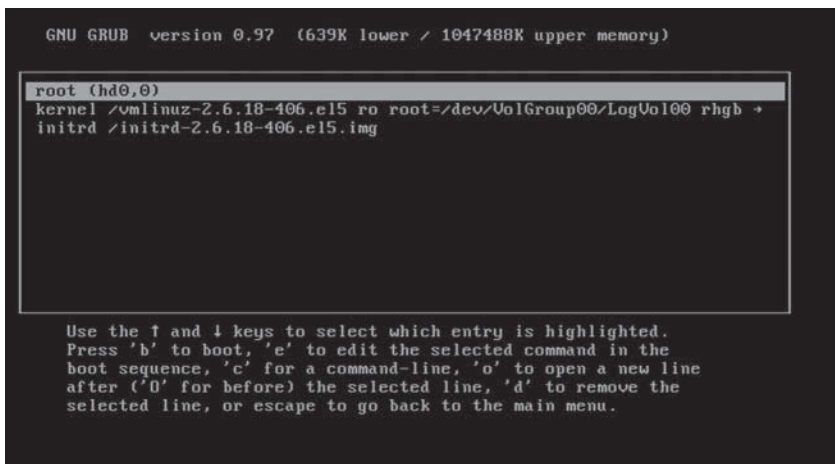 GNU GRUB version 0.97 (639K lower / 1047488K upper memory)
root (hd0,0)
kernel /vmlinuz-2.6.18-406.el5 ro root=/dev/VolGroup00/LogVol00 rhgb →
initrd /initrd-2.6.18-406.el5.img
Use the ↑ and ↓ keys to select which entry is highlighted.
Press 'b' to boot, 'e' to edit the selected command in the
boot sequence, 'c' for a command-line, 'o' to open a new line
after ('O' for before) the selected line, 'd' to remove the
selected line, or escape to go back to the main menu.